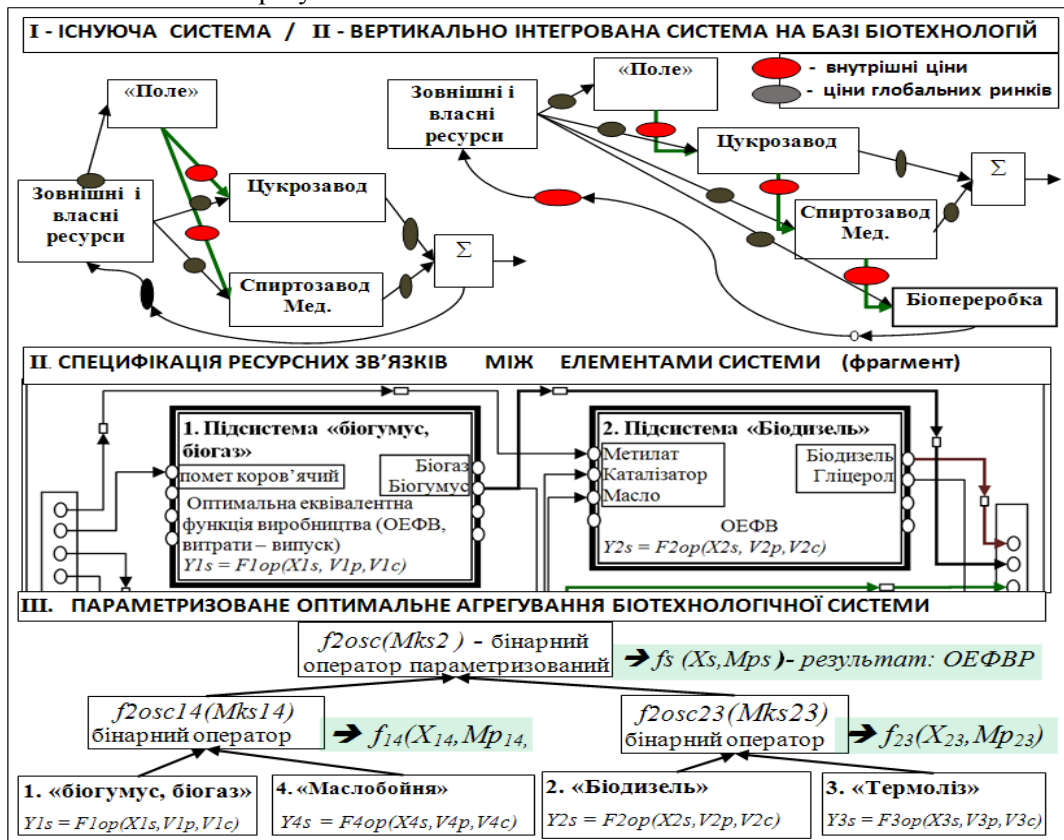 І - ІСНУЮЧА СИСТЕМА / ІІ - ВЕРТИКАЛЬНО ІНТЕГРОВАНА СИСТЕМА НА БАЗІ БІОТЕХНОЛОГІЙ
«Поле»
Зовнішні і
власні
ресурси
Цукрозавод
Спиртозавод
Мед.
Σ
Зовнішні і
власні
ресурси
«Поле»
- внутрішні ціни
- ціни глобальних ринків
Цукрозавод
Спиртозавод
Мед.
Біопереробка
Σ
ІІ. СПЕЦИФІКАЦІЯ РЕСУРСНИХ ЗВ’ЯЗКІВ МІЖ ЕЛЕМЕНТАМИ СИСТЕМИ (фрагмент)
1. Підсистема «біогумус,
біогаз»
помет коров’ячий
Біогаз
Біогумус
Оптимальна еквівалентна
функція виробництва (ОЕФВ,
витрати – випуск)
Y1s = F1op(X1s, V1p,V1c)
2. Підсистема «Біодизель»
Метилат
Каталізатор
Масло
Біодизель
Гліцерол
ОЕФВ
Y2s = F2op(X2s, V2p,V2c)
ІІІ. ПАРАМЕТРИЗОВАНЕ ОПТИМАЛЬНЕ АГРЕГУВАННЯ БІОТЕХНОЛОГІЧНОЇ СИСТЕМИ
f2osc(Mks2) - бінарний
оператор параметризований
➔ fs (Xs,Mps )- результат: ОЕФВР
f2osc14(Mks14)
бінарний оператор
➔ f14(X14,Mp14,
f2osc23(Mks23)
бінарний оператор
➔ f23(X23,Mp23)
1. «біогумус, біогаз»
Y1s = F1op(X1s,V1p,V1c)
4. «Маслобойня»
Y4s = F4op(X4s,V4p,V4c)
2. «Біодизель»
Y2s = F2op(X2s,V2p,V2c)
3. «Термоліз»
Y3s = F3op(X3s,V3p,V3c)